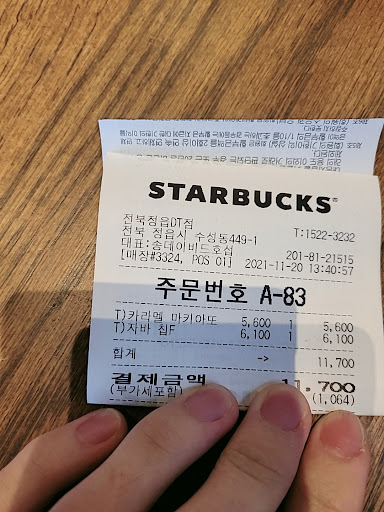 STARBUCKS®
전북정읍DT점 T:1522-3232
전북 정읍시 수성동449-1
대표:송데이비드호섭 201-81-21515
[매장#3324, POS 01] 2021-11-20 13:40:57
주문번호 A-83
T)카라멜 마키아또 5,600 1 5,600
T)자바 칩F 6,100 1 6,100
합계 -> 11,700
결제금액 11,700
(부가세포함) (1,064)